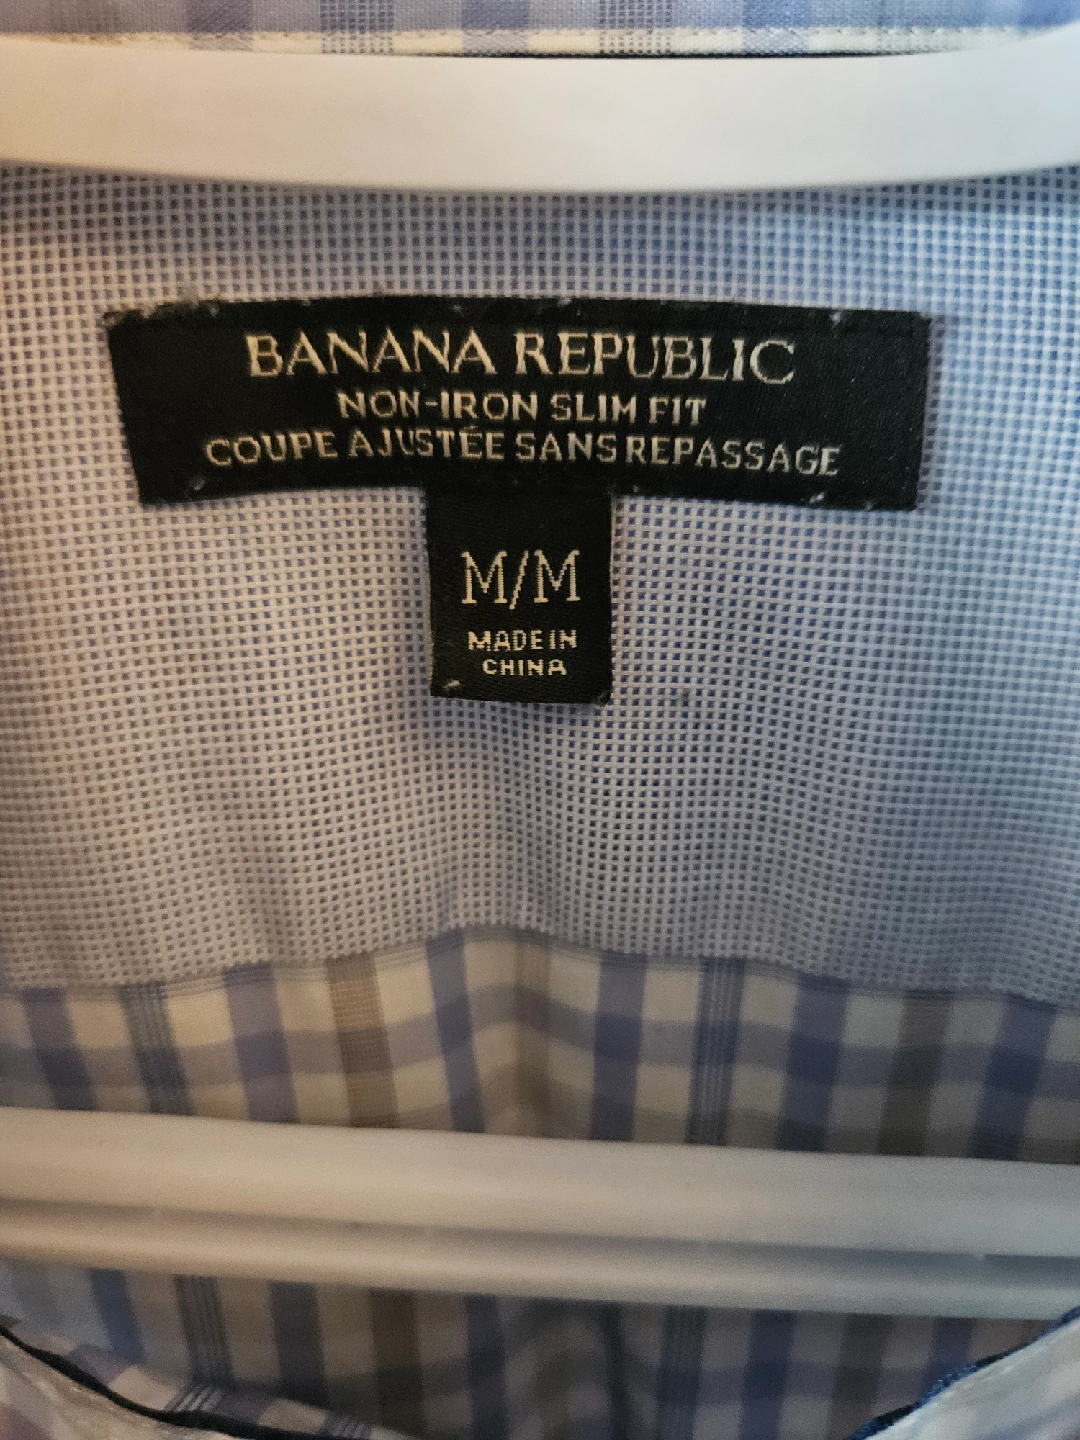 BANANA REPUBLIC
NON-IRON SLIM FIT
COUPE AJUSTÉE SANS REPASSAGE
M/M
MADE IN
CHINA